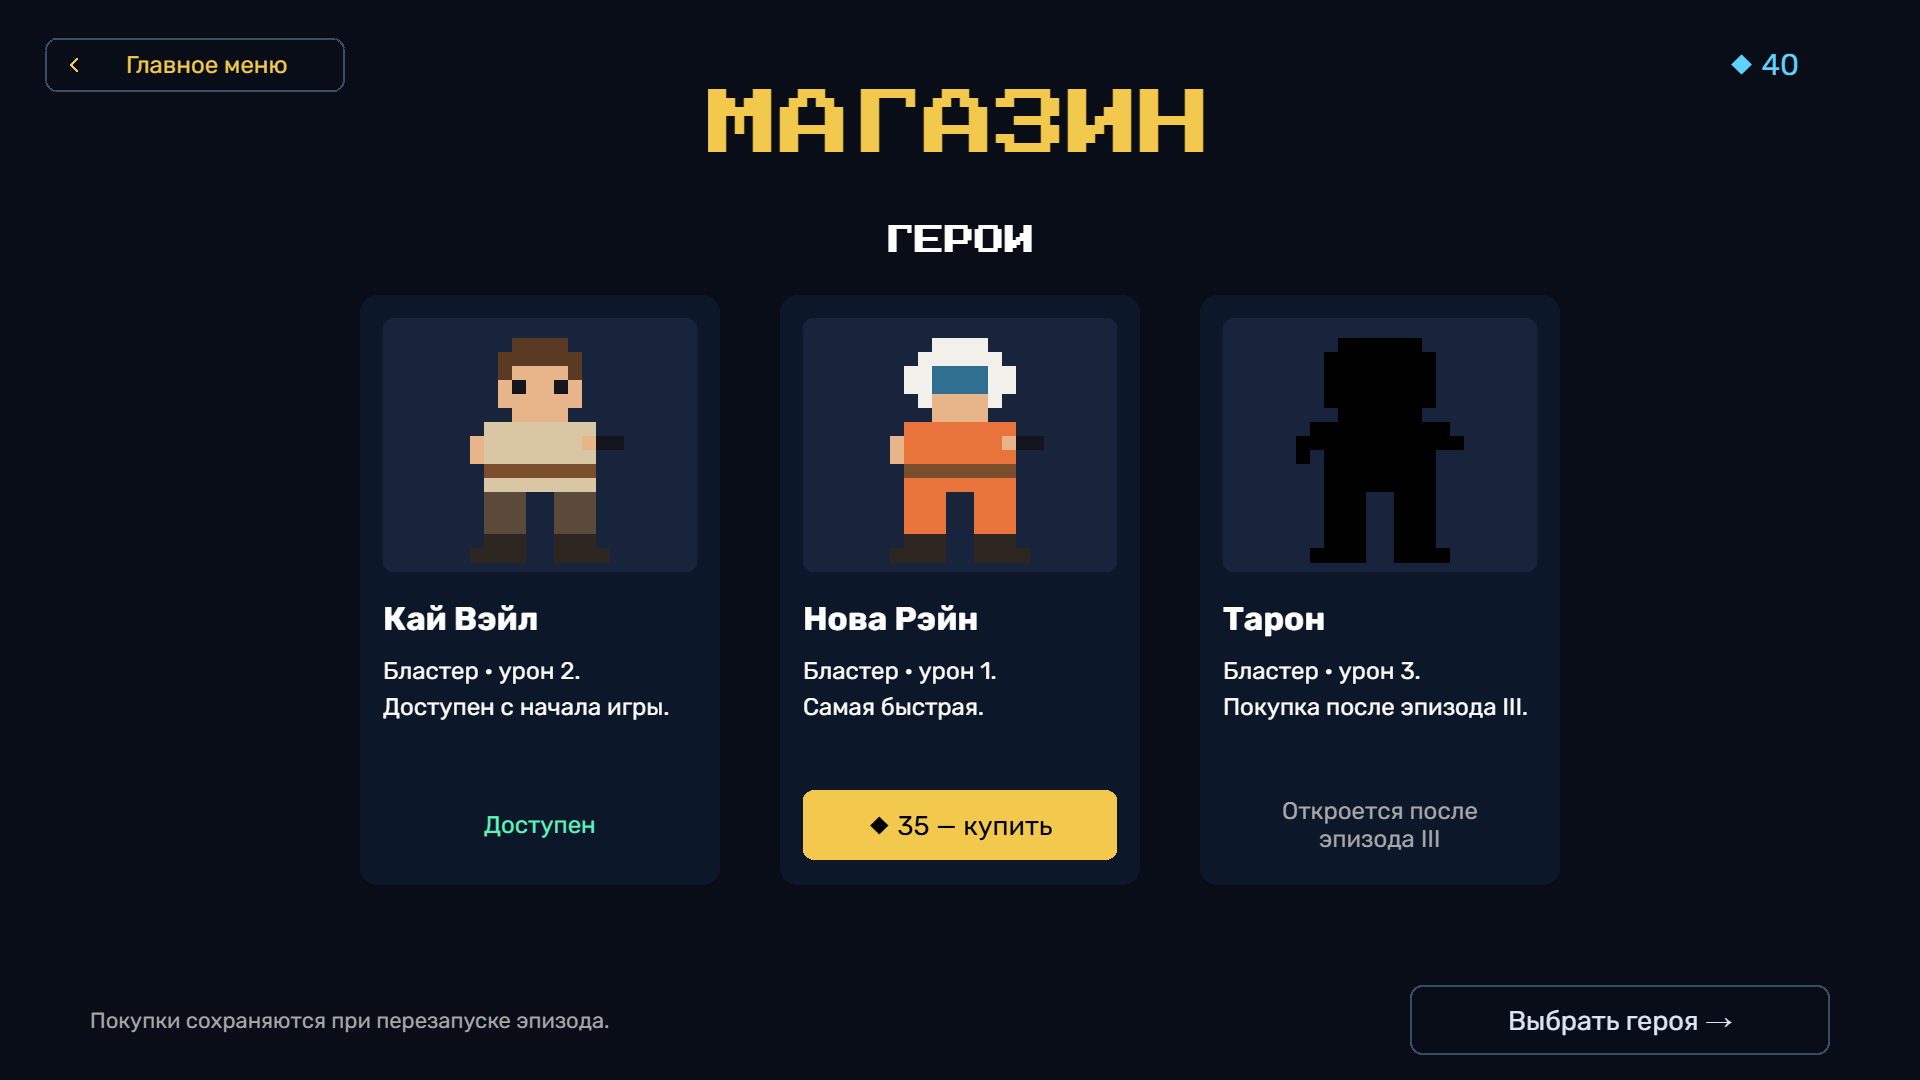 Главное меню
◆ 40
МАГАЗИН
ГЕРОИ
Кай Вэйл
Бластер • урон 2.
Доступен с начала игры.
Доступен
Нова Рэйн
Бластер • урон 1.
Самая быстрая.
◆ 35 — купить
Тарон
Бластер • урон 3.
Покупка после эпизода III.
Откроется после
эпизода III
Покупки сохраняются при перезапуске эпизода.
Выбрать героя →